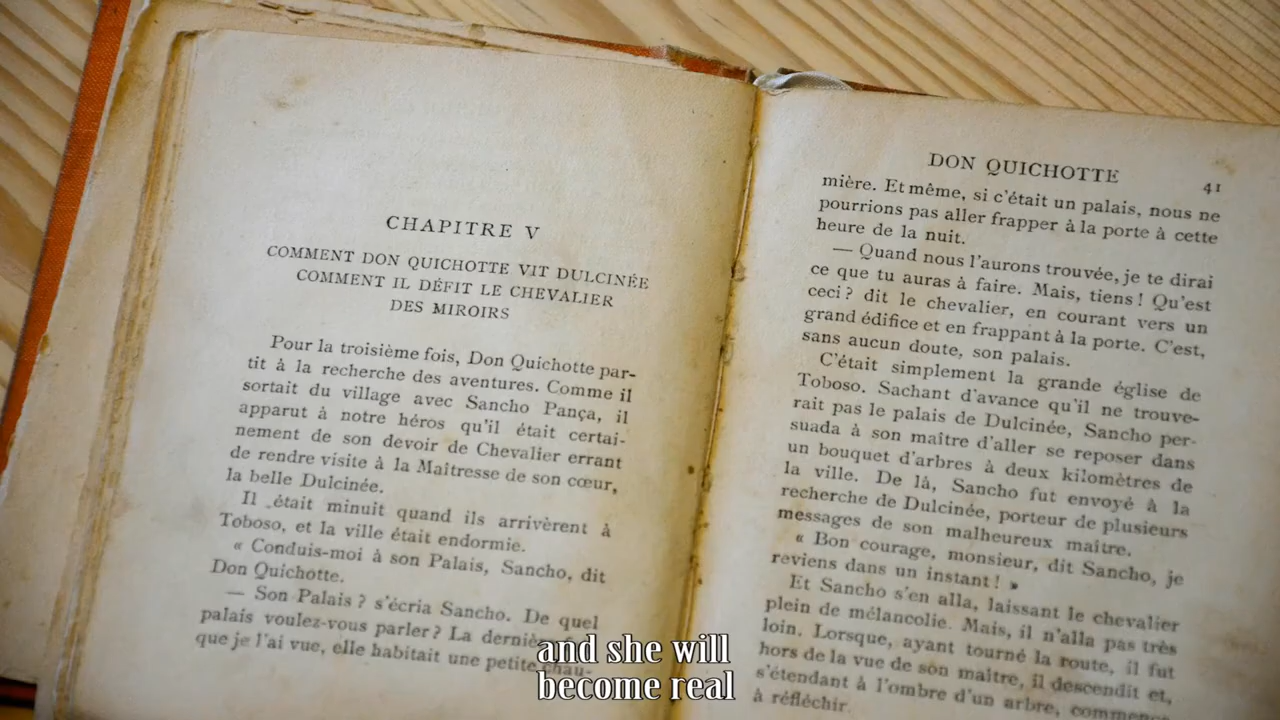 CHAPITRE V
COMMENT DON QUICHOTTE VIT DULCINÉE
COMMENT IL DÉFIT LE CHEVALIER
DES MIROIRS
Pour la troisième fois, Don Quichotte par-
tit à la recherche des aventures. Comme il
sortait du village avec Sancho Pança, il
apparut à notre héros qu'il était certai-
nement de son devoir de Chevalier errant
de rendre visite à la Maîtresse de son cœur,
la belle Dulcinée.
Il était minuit quand ils arrivèrent à
Toboso, et la ville était endormie.
« Conduis-moi à son Palais, Sancho, dit
Don Quichotte.
— Son Palais ? s'écria Sancho. De quel
palais voulez-vous parler ? La dernière
que je l'ai vue, elle habitait une petite chau-
DON QUICHOTTE 41
mière. Et même, si c'était un palais, nous ne
pourrions pas aller frapper à la porte à cette
heure de la nuit.
— Quand nous l'aurons trouvée, je te dirai
ce que tu auras à faire. Mais, tiens ! Qu'est
ceci ? dit le chevalier, en courant vers un
grand édifice et en frappant à la porte. C'est,
sans aucun doute, son palais.
C'était simplement la grande église de
Toboso. Sachant d'avance qu'il ne trouve-
rait pas le palais de Dulcinée, Sancho per-
suada à son maître d'aller se reposer dans
un bouquet d'arbres à deux kilomètres de
la ville. De là, Sancho fut envoyé à la
recherche de Dulcinée, porteur de plusieurs
messages de son malheureux maître.
« Bon courage, monsieur, dit Sancho, je
reviens dans un instant ! »
Et Sancho s'en alla, laissant le chevalier
plein de mélancolie. Mais, il n'alla pas très
loin. Lorsque, ayant tourné la route, il fut
hors de la vue de son maître, il descendit et,
s'étendant à l'ombre d'un arbre, commença
à réfléchir.
and she will
become real